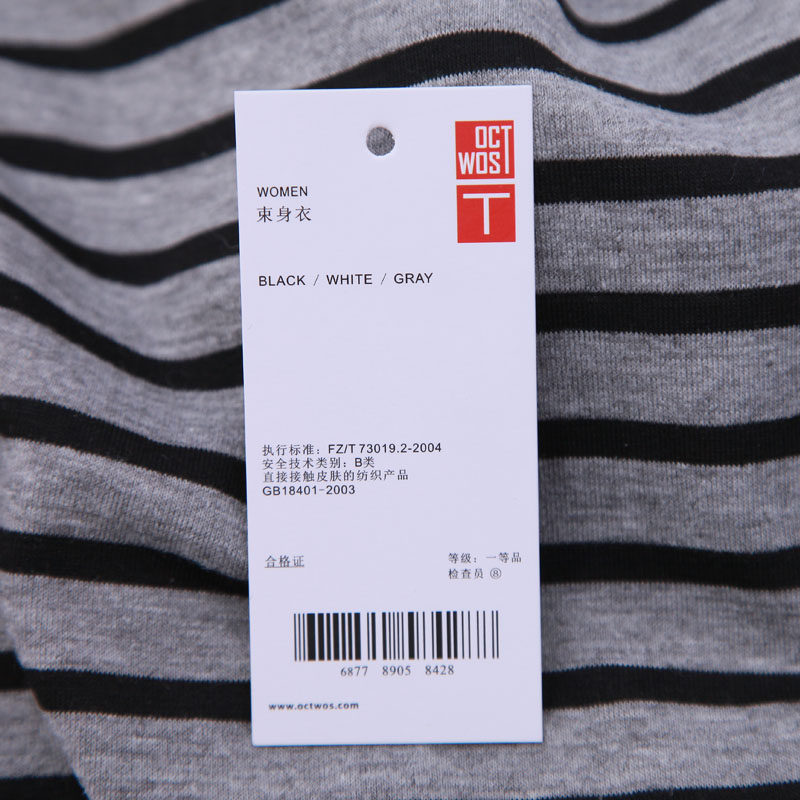 OCT
WOST
T
WOMEN
束身衣
BLACK / WHITE / GRAY
执行标准：FZ/T 73019.2-2004
安全技术类别：B类
直接接触皮肤的纺织产品
GB18401-2003
合格证
等级：一等品
检查员 ⑧
6877 8905 8428
www.octwos.com